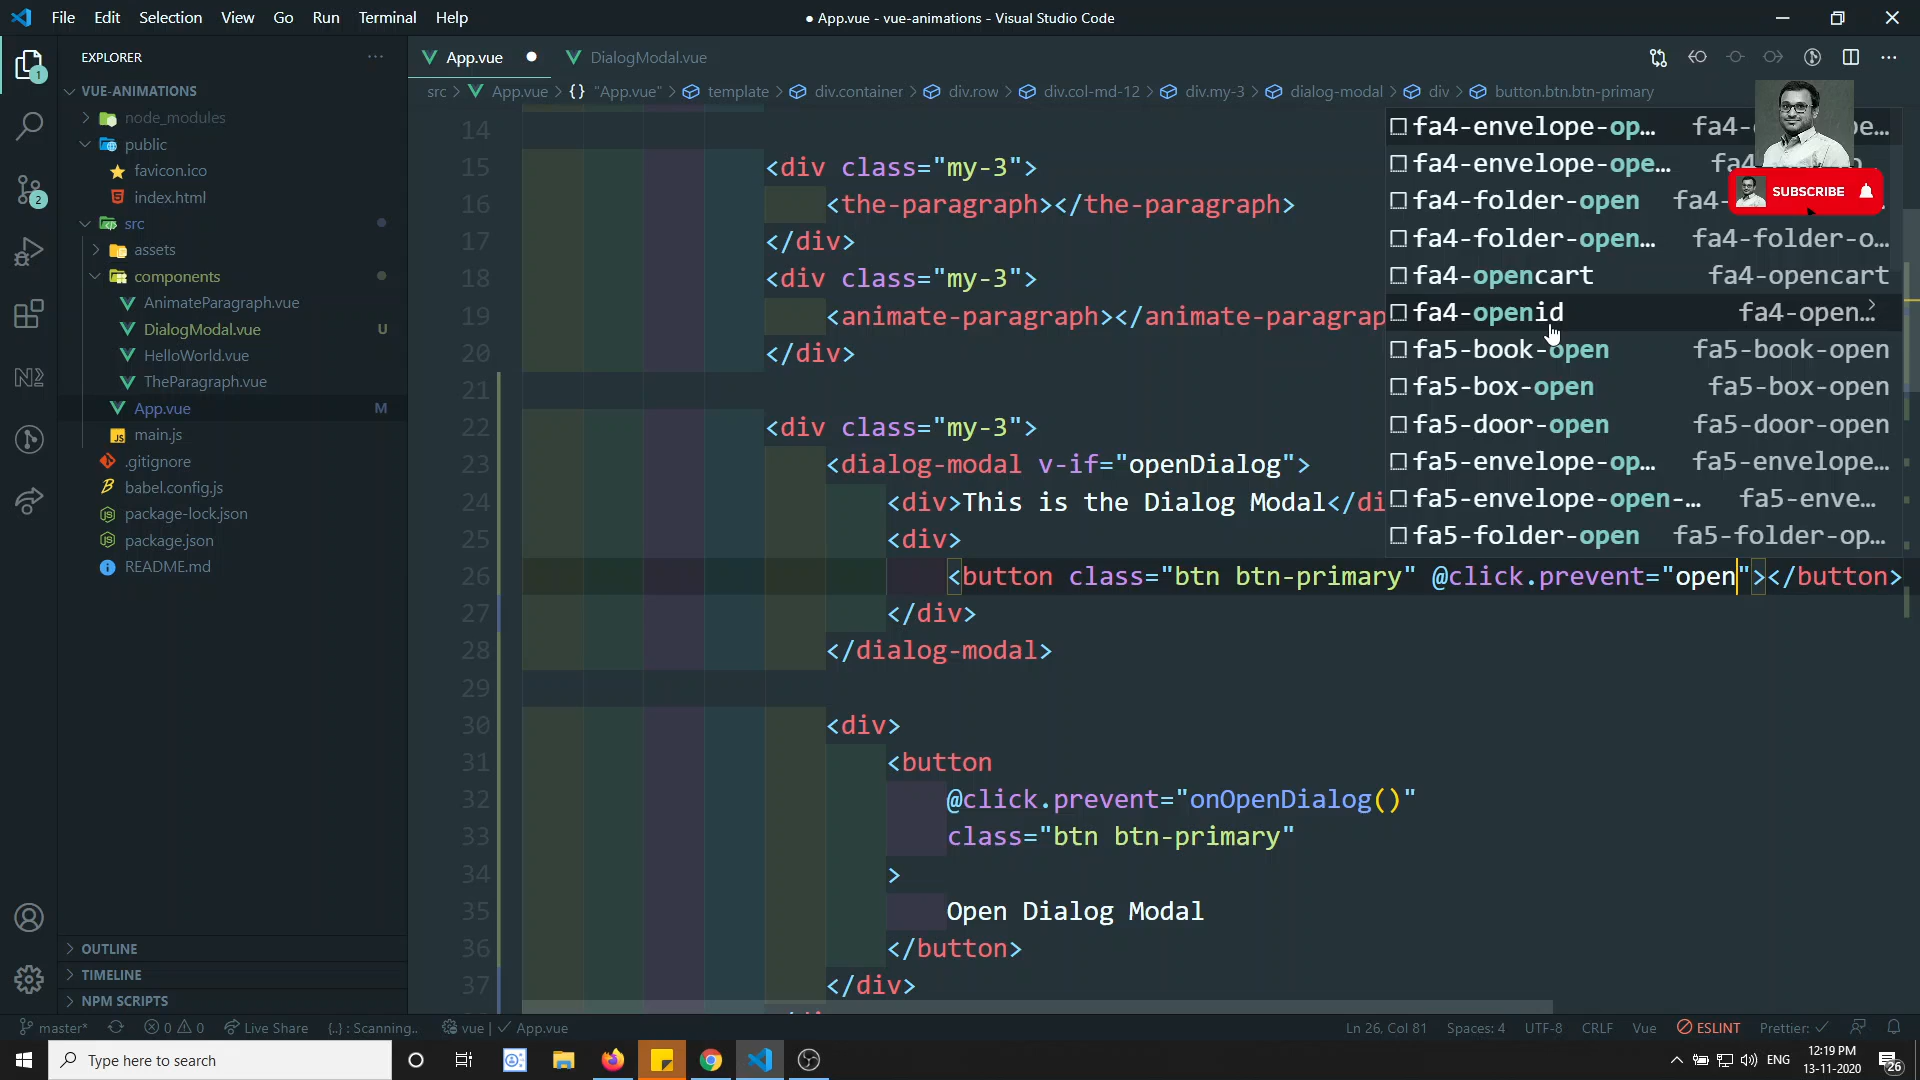 File Edit Selection View Go Run Terminal Help
● App.vue - vue-animations - Visual Studio Code
EXPLORER
VUE-ANIMATIONS
node_modules
public
favicon.ico
index.html
src
assets
components
AnimateParagraph.vue
DialogModal.vue U
HelloWorld.vue
TheParagraph.vue
App.vue M
main.js
.gitignore
babel.config.js
package-lock.json
package.json
README.md
OUTLINE
TIMELINE
NPM SCRIPTS
1
2
App.vue DialogModal.vue
src > App.vue > {} "App.vue" > template > div.container > div.row > div.col-md-12 > div.my-3 > dialog-modal > div > button.btn.btn-primary
14
15 <div class="my-3">
16 <the-paragraph></the-paragraph>
17 </div>
18 <div class="my-3">
19 <animate-paragraph></animate-paragrap
20 </div>
21
22 <div class="my-3">
23 <dialog-modal v-if="openDialog">
24 <div>This is the Dialog Modal</di
25 <div>
26 <button class="btn btn-primary" @click.prevent="open"></button>
27 </div>
28 </dialog-modal>
29
30 <div>
31 <button
32 @click.prevent="onOpenDialog()"
33 class="btn btn-primary"
34 >
35 Open Dialog Modal
36 </button>
37 </div>
fa4-envelope-op…
fa4-envelope-ope…
fa4-folder-open
fa4-folder-open… fa4-folder-o…
fa4-opencart fa4-opencart
fa4-openid fa4-open…
fa5-book-open fa5-book-open
fa5-box-open fa5-box-open
fa5-door-open fa5-door-open
fa5-envelope-op… fa5-envelope…
fa5-envelope-open-… fa5-enve…
fa5-folder-open fa5-folder-op…
SUBSCRIBE
master* 0 0 Live Share {..} : Scanning.. vue | App.vue
Ln 26, Col 81 Spaces: 4 UTF-8 CRLF Vue ESLINT Prettier: ✓
Type here to search
ENG
12:19 PM
13-11-2020
26